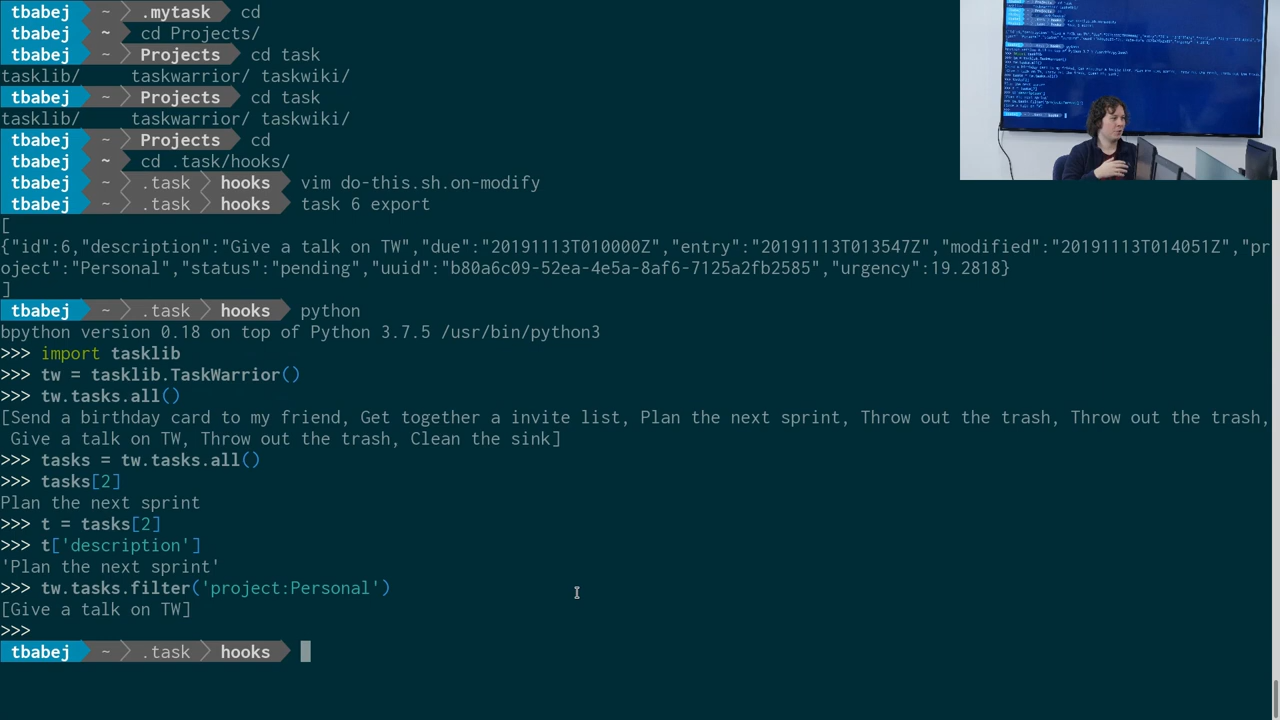 tbabej ~ .mytask cd
tbabej ~ cd Projects/
tbabej ~ Projects cd task
tasklib/ taskwarrior/ taskwiki/
tbabej ~ Projects cd task
tasklib/ taskwarrior/ taskwiki/
tbabej ~ Projects cd
tbabej ~ cd .task/hooks/
tbabej ~ .task hooks vim do-this.sh.on-modify
tbabej ~ .task hooks task 6 export
[
{"id":6,"description":"Give a talk on TW","due":"20191113T010000Z","entry":"20191113T013547Z","modified":"20191113T014051Z","pr
oject":"Personal","status":"pending","uuid":"b80a6c09-52ea-4e5a-8af6-7125a2fb2585","urgency":19.2818}
]
tbabej ~ .task hooks python
bpython version 0.18 on top of Python 3.7.5 /usr/bin/python3
>>> import tasklib
>>> tw = tasklib.TaskWarrior()
>>> tw.tasks.all()
[Send a birthday card to my friend, Get together a invite list, Plan the next sprint, Throw out the trash, Throw out the trash,
Give a talk on TW, Throw out the trash, Clean the sink]
>>> tasks = tw.tasks.all()
>>> tasks[2]
Plan the next sprint
>>> t = tasks[2]
>>> t['description']
'Plan the next sprint'
>>> tw.tasks.filter('project:Personal')
[Give a talk on TW]
>>>
tbabej ~ .task hooks